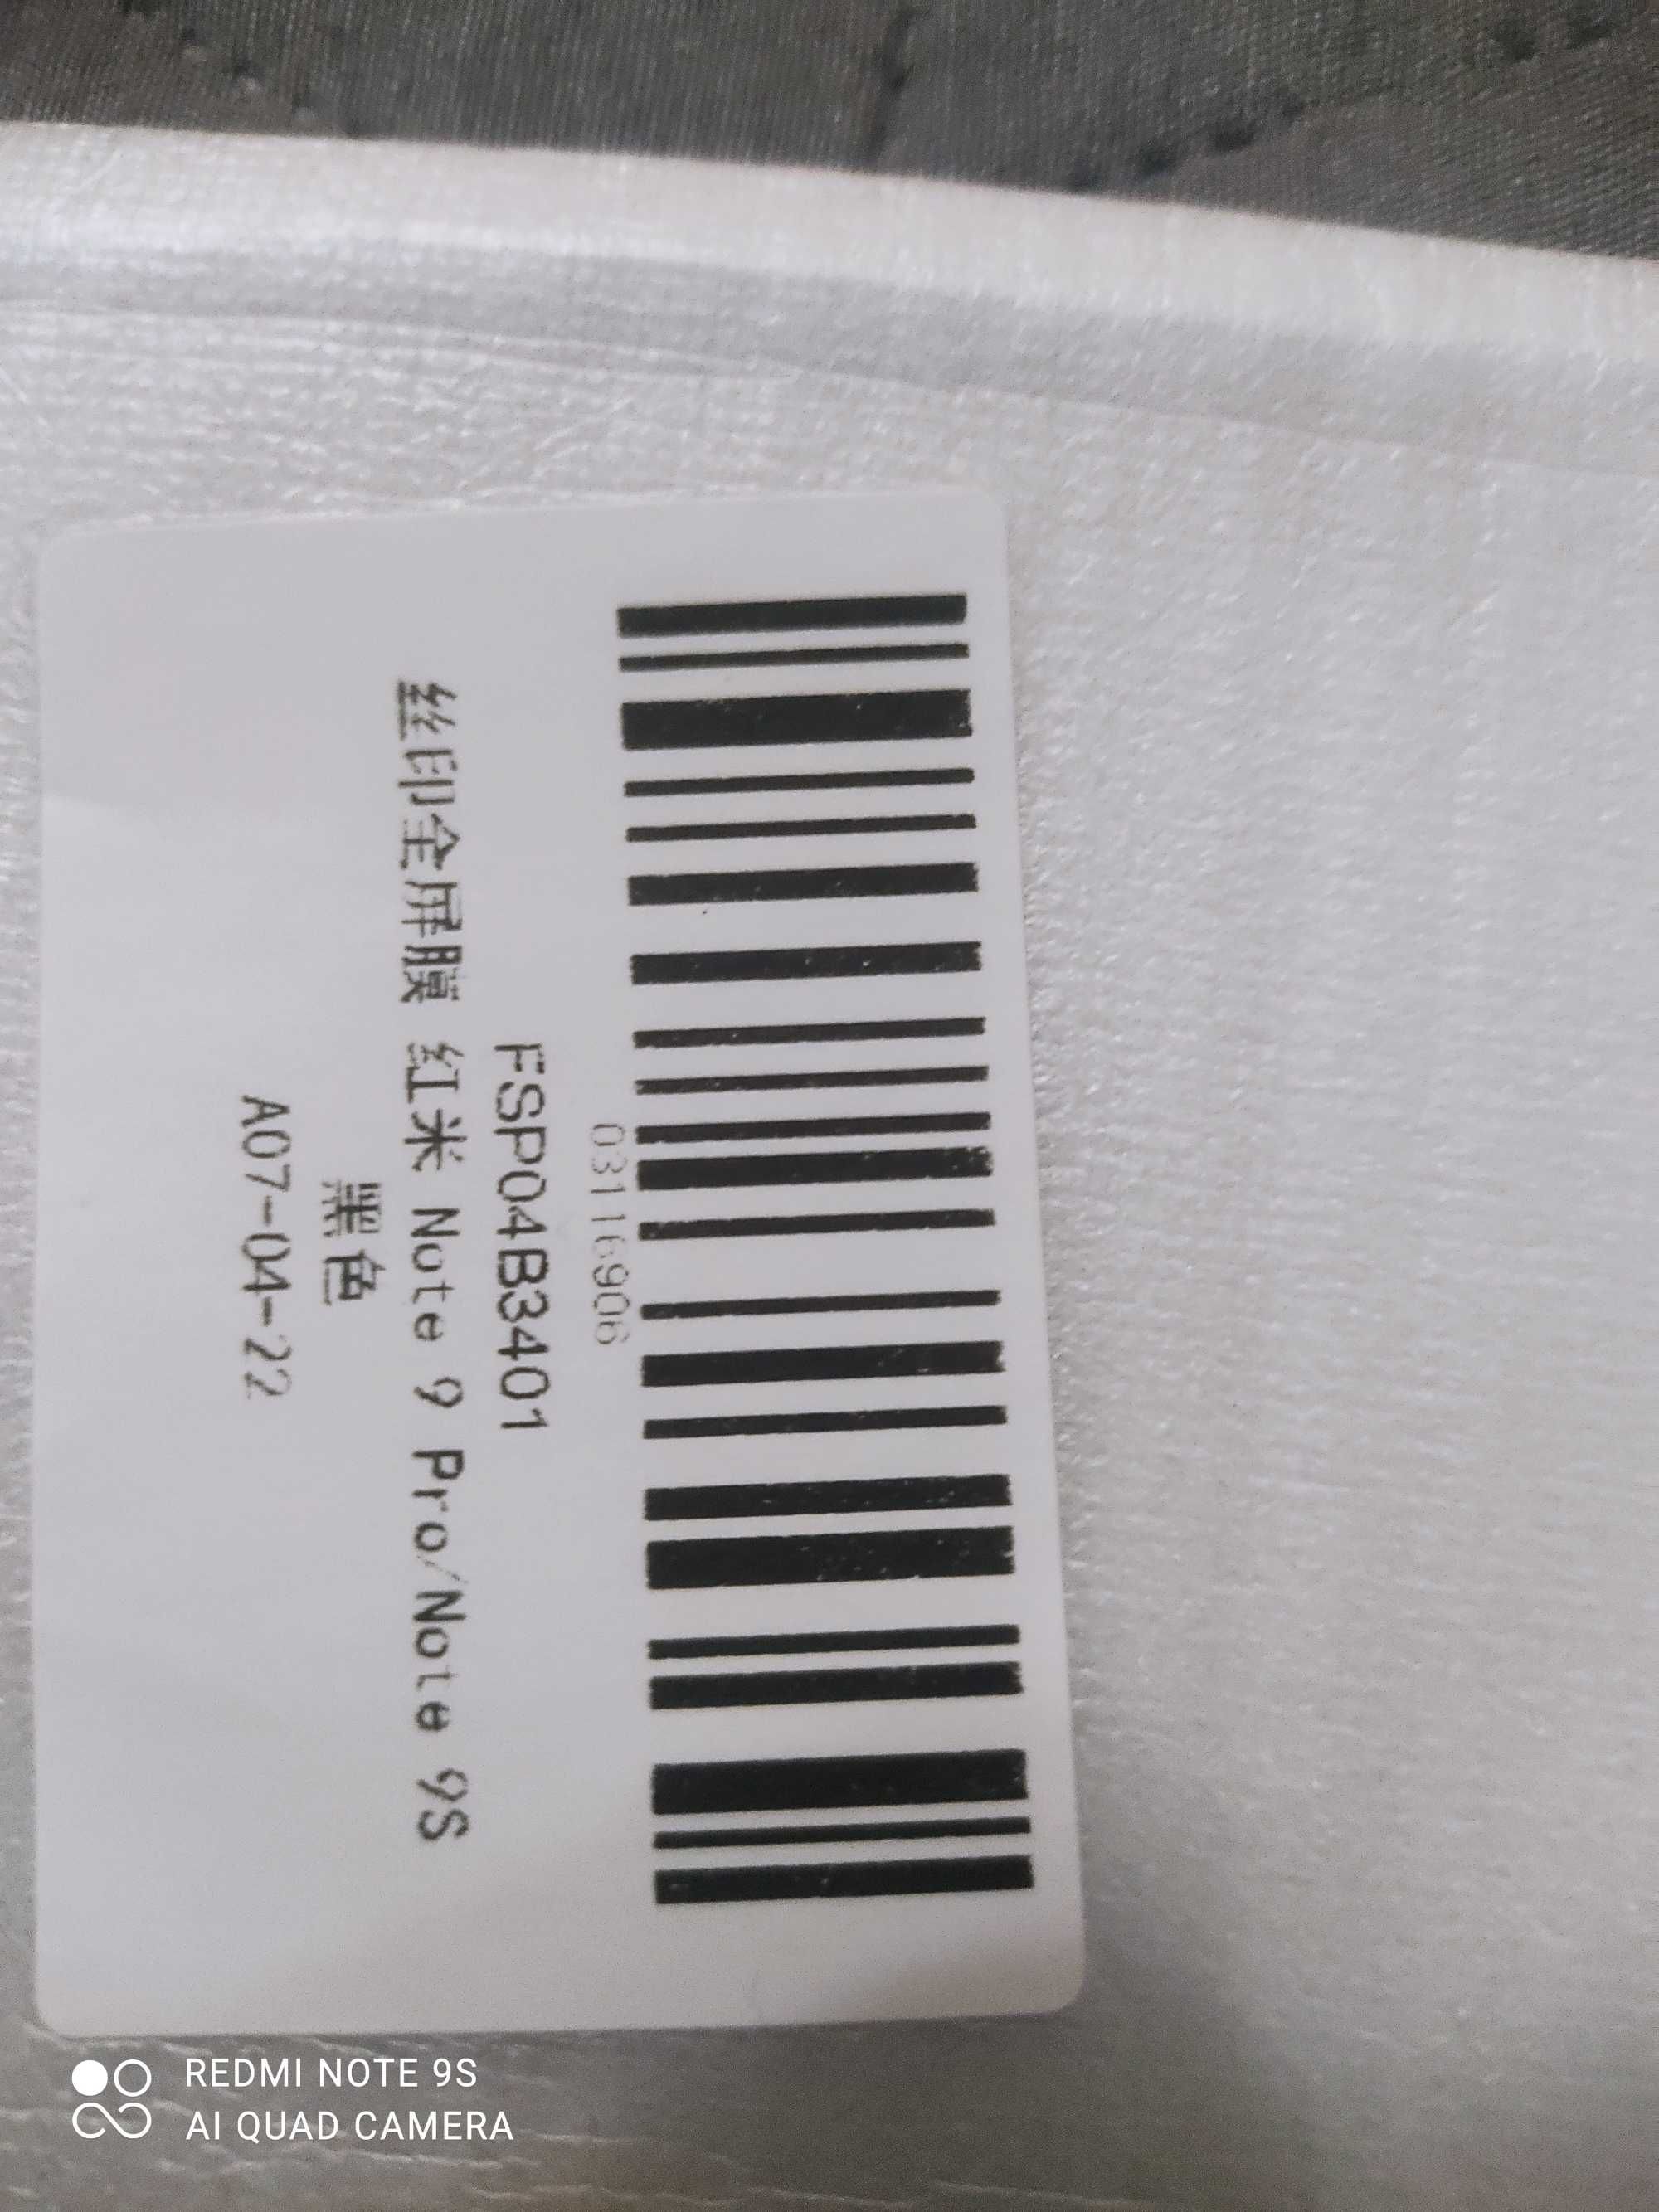 03116906
FSP04B3401
丝印全屏膜 红米 Note 9 Pro/Note 9S
黑色
A07-04-22
REDMI NOTE 9S
AI QUAD CAMERA